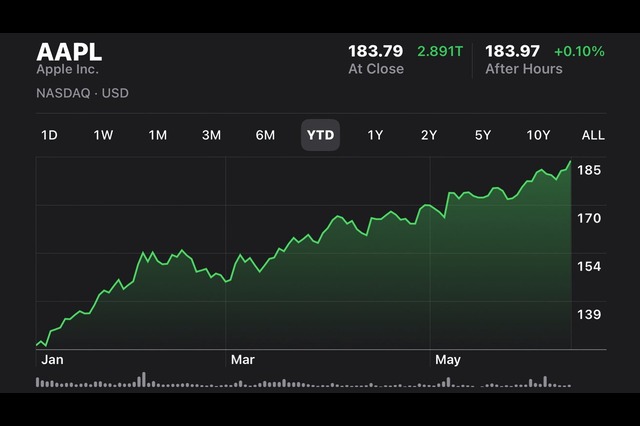 AAPL 183.79 2.891T 183.97 +0.10%
Apple Inc. At Close After Hours
NASDAQ · USD
1D 1W 1M 3M 6M YTD 1Y 2Y 5Y 10Y ALL
185
170
154
139
Jan Mar May